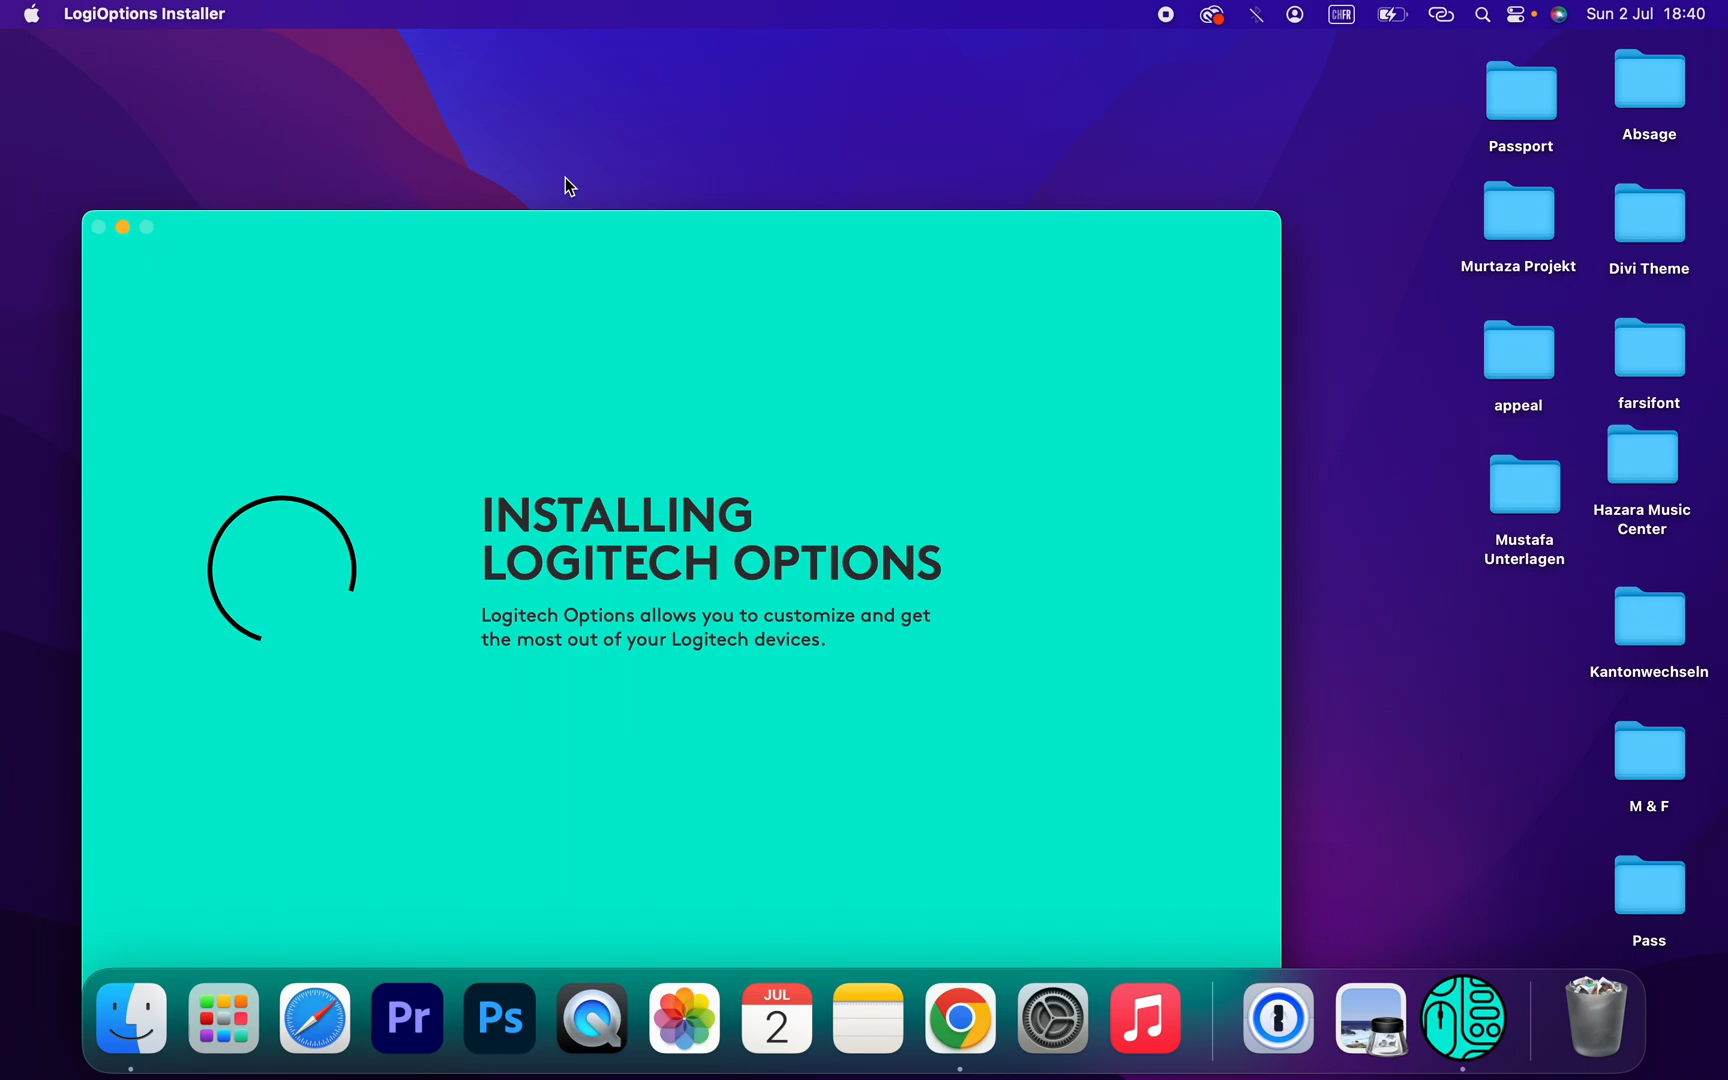 LogiOptions Installer
CHFR
Sun 2 Jul 18:40
Passport
Absage
Murtaza Projekt
Divi Theme
appeal
farsifont
Mustafa
Unterlagen
Hazara Music
Center
Kantonwechseln
M & F
Pass
INSTALLING
LOGITECH OPTIONS
Logitech Options allows you to customize and get
the most out of your Logitech devices.
Pr
Ps
JUL
2